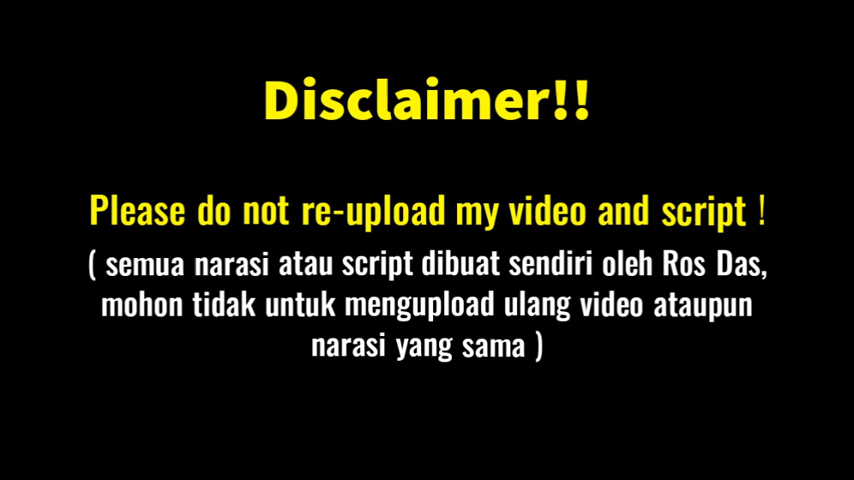 Disclaimer!!
Please do not re-upload my video and script !
( semua narasi atau script dibuat sendiri oleh Ros Das,
mohon tidak untuk mengupload ulang video ataupun
narasi yang sama )